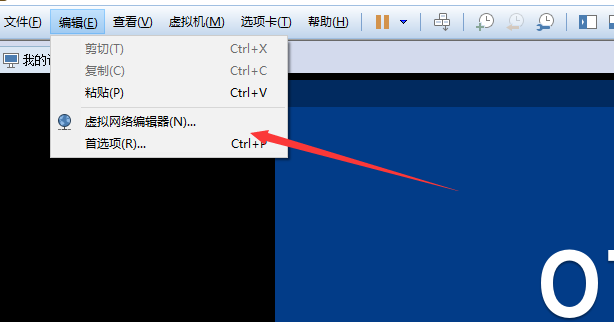 文件(F) 编辑(E) 查看(V) 虚拟机(M) 选项卡(T) 帮助(H)
剪切(T) Ctrl+X
我的
复制(C) Ctrl+C
粘贴(P) Ctrl+V
虚拟网络编辑器(N)...
首选项(R)... Ctrl+P